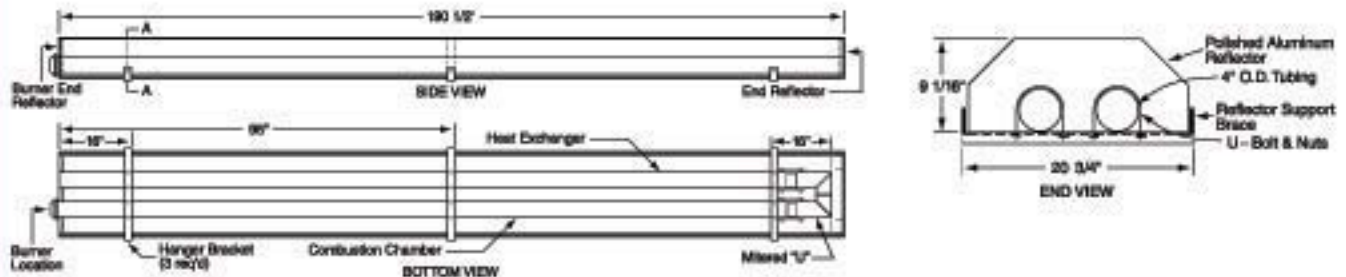 190 1/2"
A
A
Burner End
Reflector
SIDE VIEW
End Reflector
16"
Heat Exchanger
16"
Burner
Location
Hanger Bracket
(3 req'd)
Combustion Chamber
BOTTOM VIEW
Mitered "U"
9 1/16"
Polished Aluminum
Reflector
4" O.D. Tubing
Reflector Support
Brace
U - Bolt & Nuts
20 3/4"
END VIEW